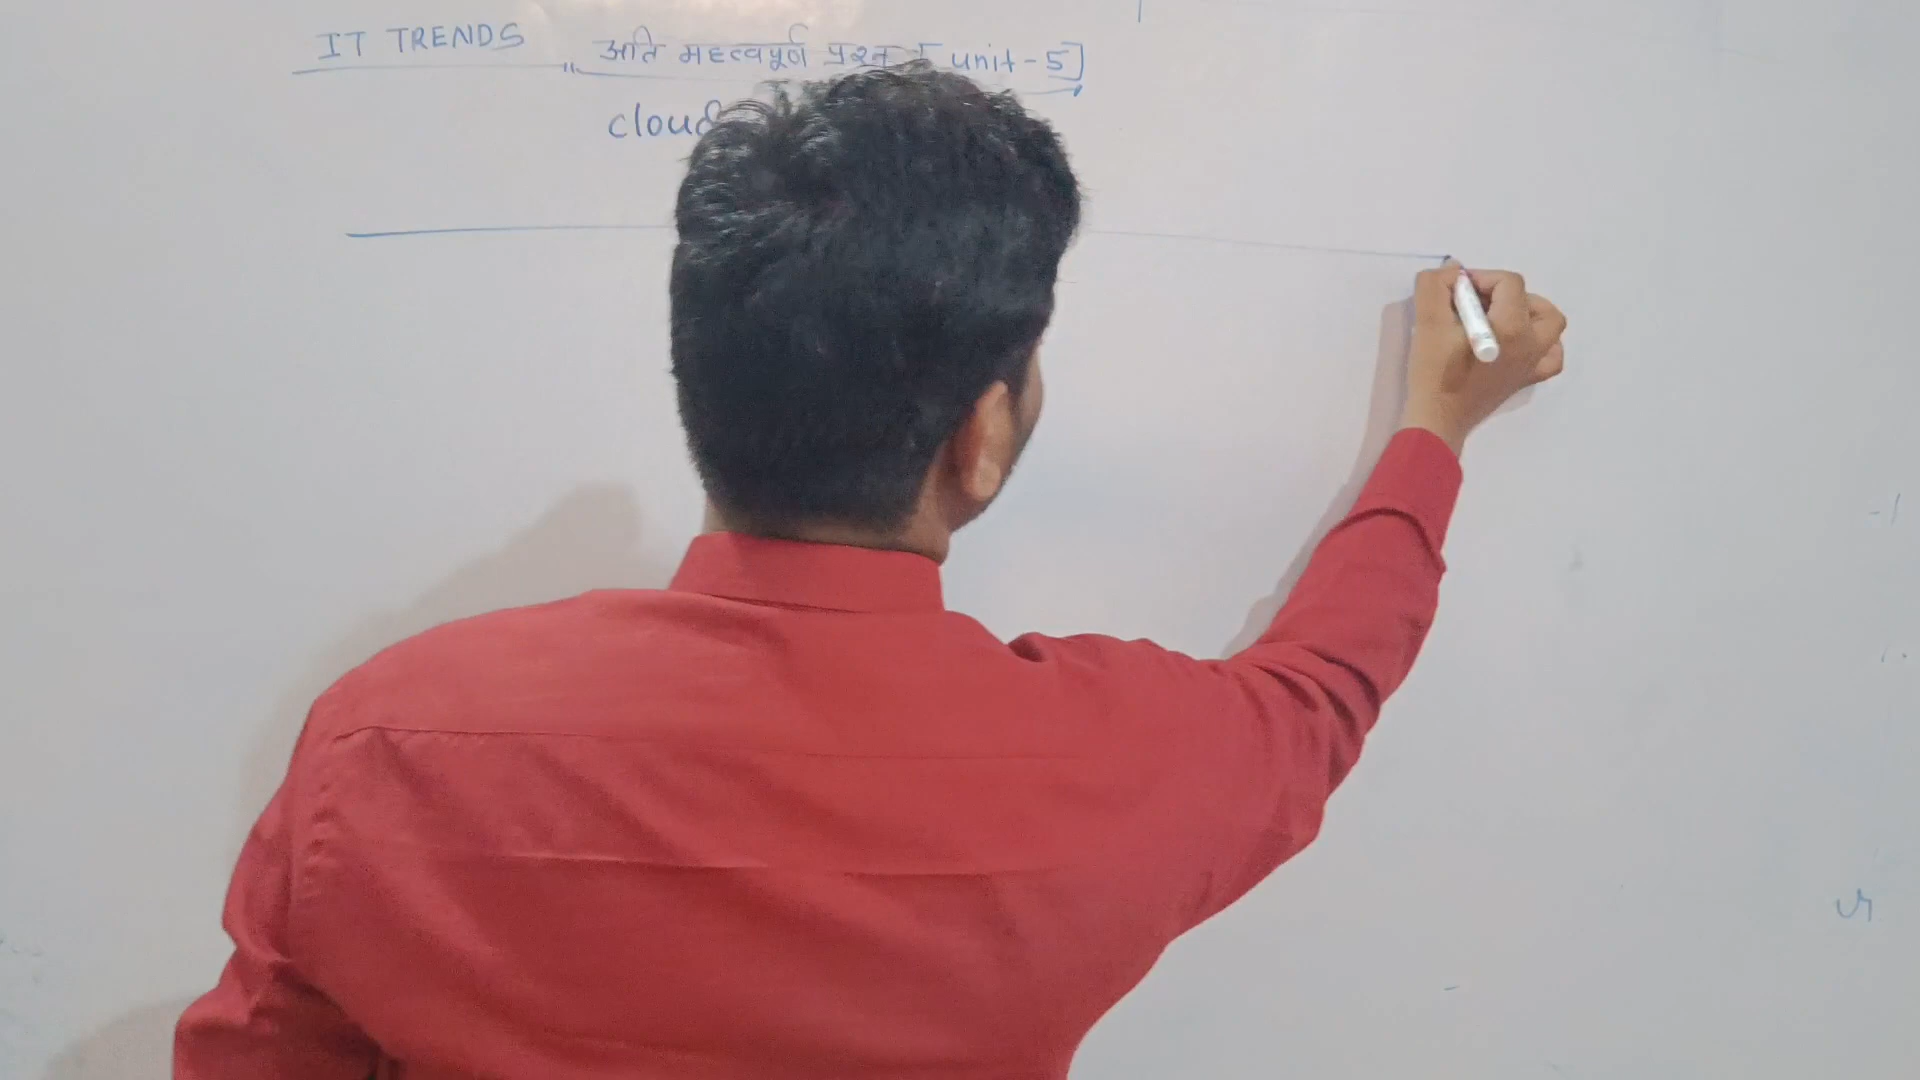 IT TRENDS " अति महत्वपूर्ण प्रश्न [unit-5]
cloud